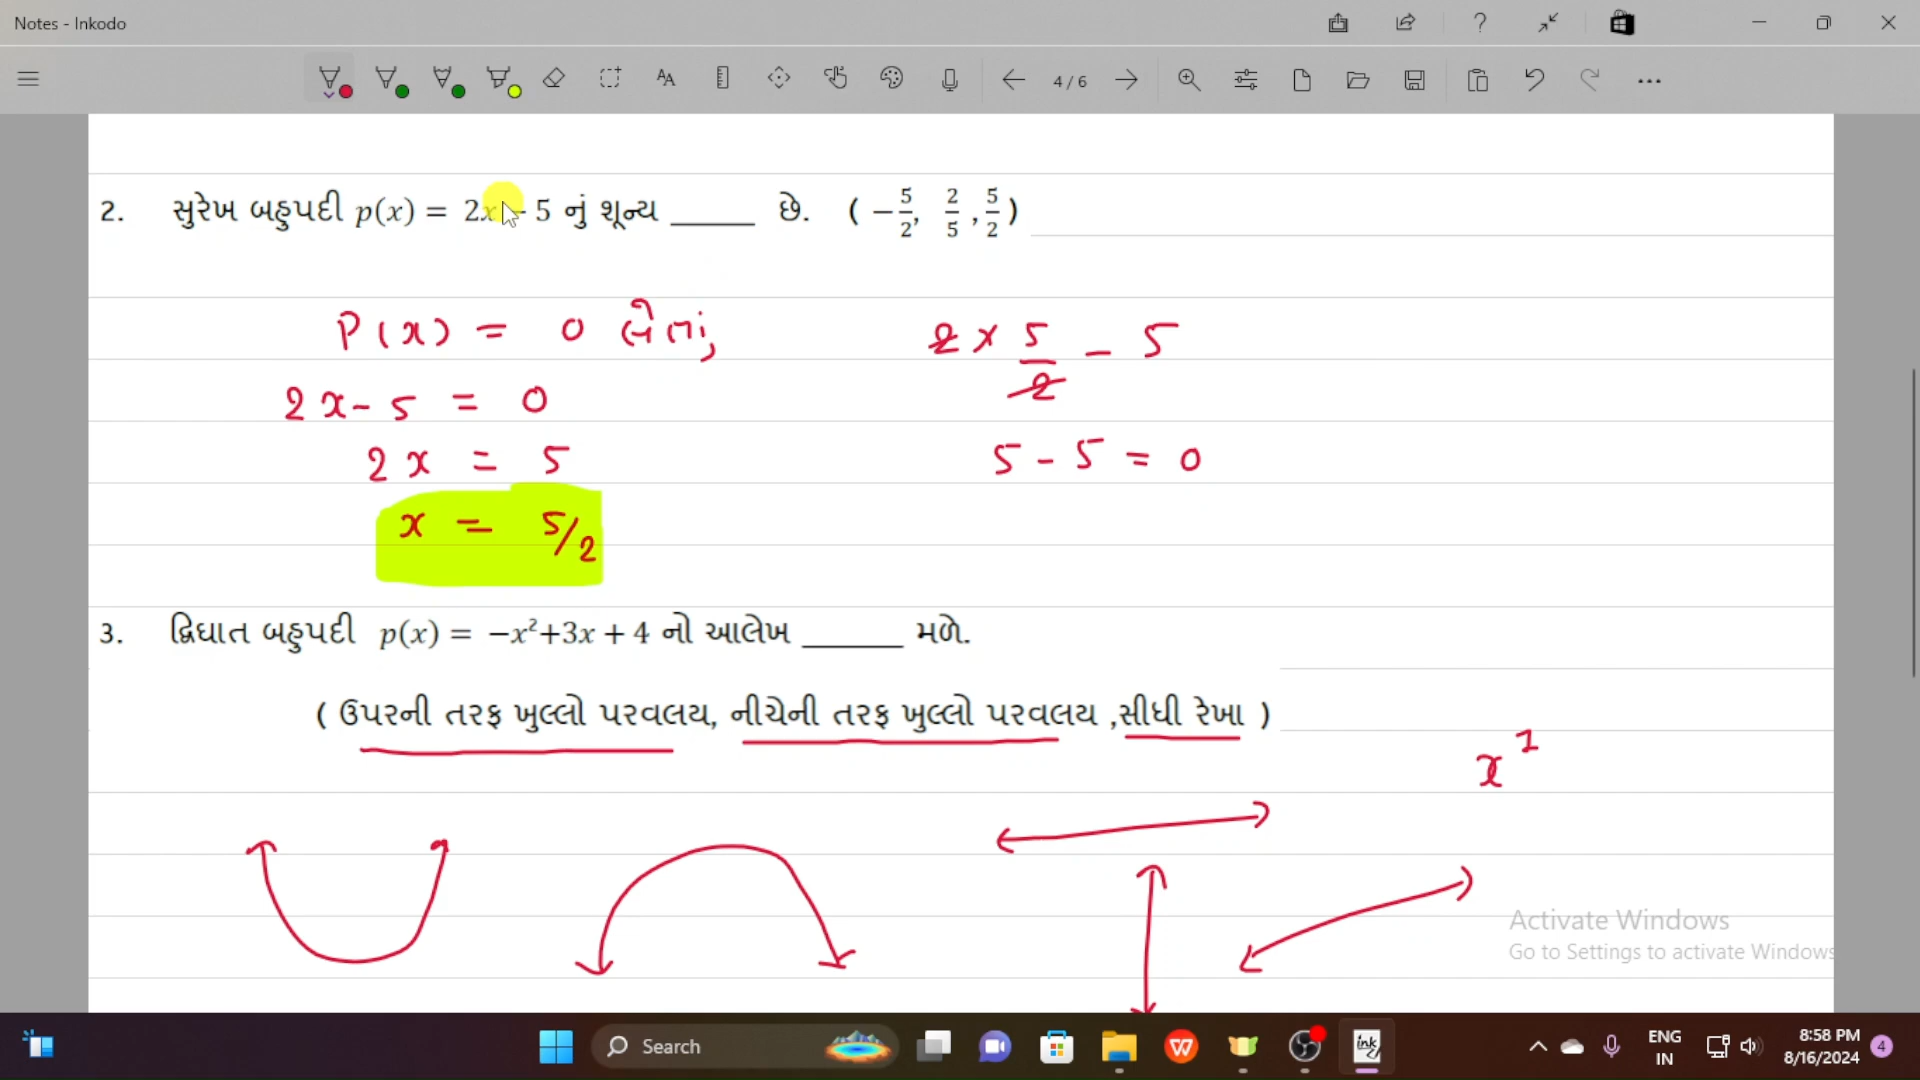 Notes - Inkodo
4 / 6
2. સુરેખ બહુપદી p(x) = 2x - 5 નું શૂન્ય ______ છે. ( −5/2, 2/5 , 5/2 )
P(x) = 0 લેતાં,
2x - 5 = 0
2x = 5
x = 5/2
2 x 5/2 - 5
5 - 5 = 0
3. દ્વિઘાત બહુપદી p(x) = −x²+3x + 4 નો આલેખ _______ મળે.
( ઉપરની તરફ ખુલ્લો પરવલય, નીચેની તરફ ખુલ્લો પરવલય ,સીધી રેખા )
x¹
Activate Windows
Go to Settings to activate Windows
Search
ENG
IN
8:58 PM
8/16/2024
4